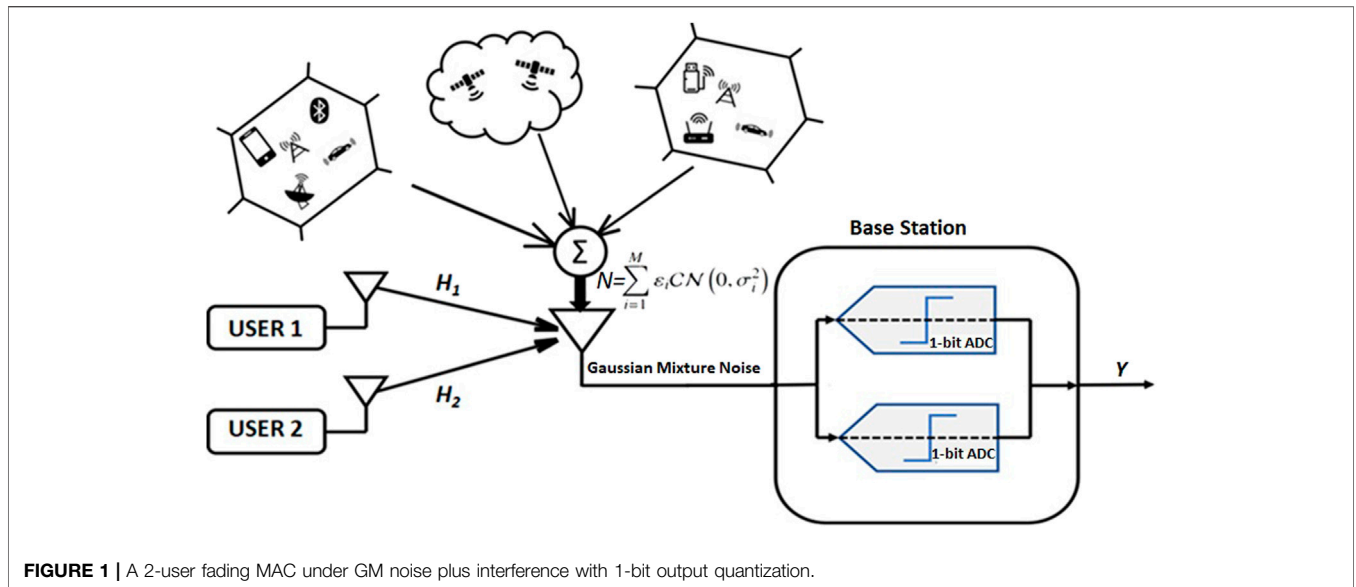 Base Station
Σ
N=\sum_{i=1}^{M} ε_i CN (0, σ_i^2)
H₁
USER 1
1-bit ADC
Gaussian Mixture Noise
Y
H₂
USER 2
1-bit ADC
FIGURE 1 | A 2-user fading MAC under GM noise plus interference with 1-bit output quantization.